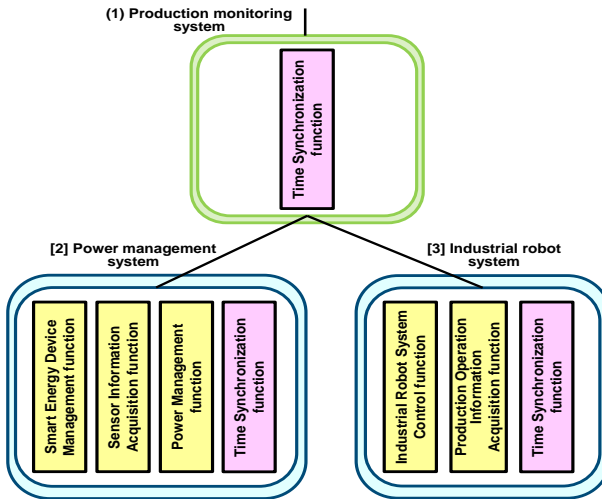 (1) Production monitoring
system
Time Synchronization
function
[2] Power management
system
[3] Industrial robot
system
Smart Energy Device
Management function
Sensor Information
Acquisition function
Power Management
function
Time Synchronization
function
Industrial Robot System
Control function
Production Operation
Information
Acquisition function
Time Synchronization
function